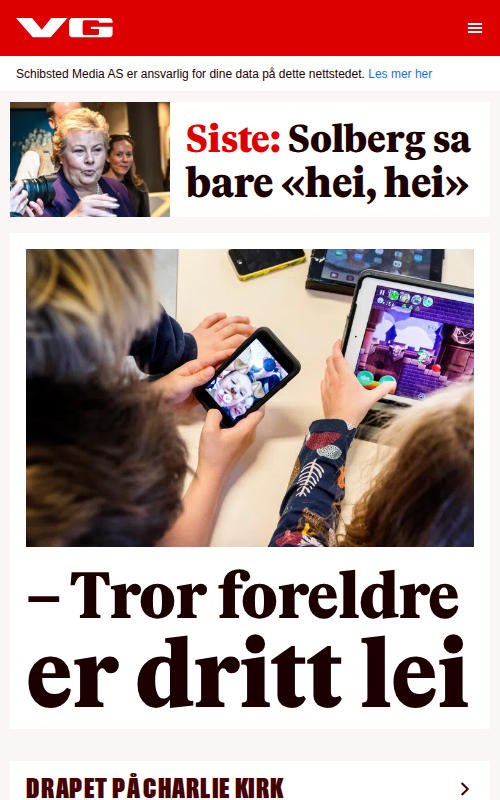 VG
Schibsted Media AS er ansvarlig for dine data på dette nettstedet. Les mer her
Siste: Solberg sa
bare «hei, hei»
– Tror foreldre
er dritt lei
DRAPET PÅ CHARLIE KIRK